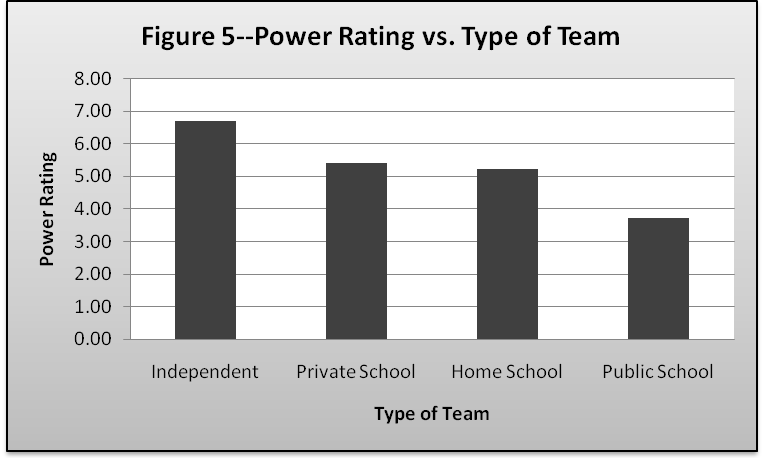 Figure 5--Power Rating vs. Type of Team
8.00
7.00
6.00
5.00
4.00
3.00
2.00
1.00
0.00
Power Rating
Independent Private School Home School Public School
Type of Team